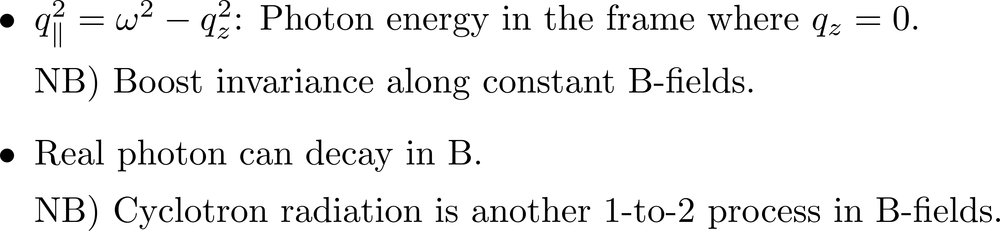 • $q_{\parallel}^2 = \omega^2 - q_z^2$: Photon energy in the frame where $q_z = 0$.
NB) Boost invariance along constant B-fields.
• Real photon can decay in B.
NB) Cyclotron radiation is another 1-to-2 process in B-fields.